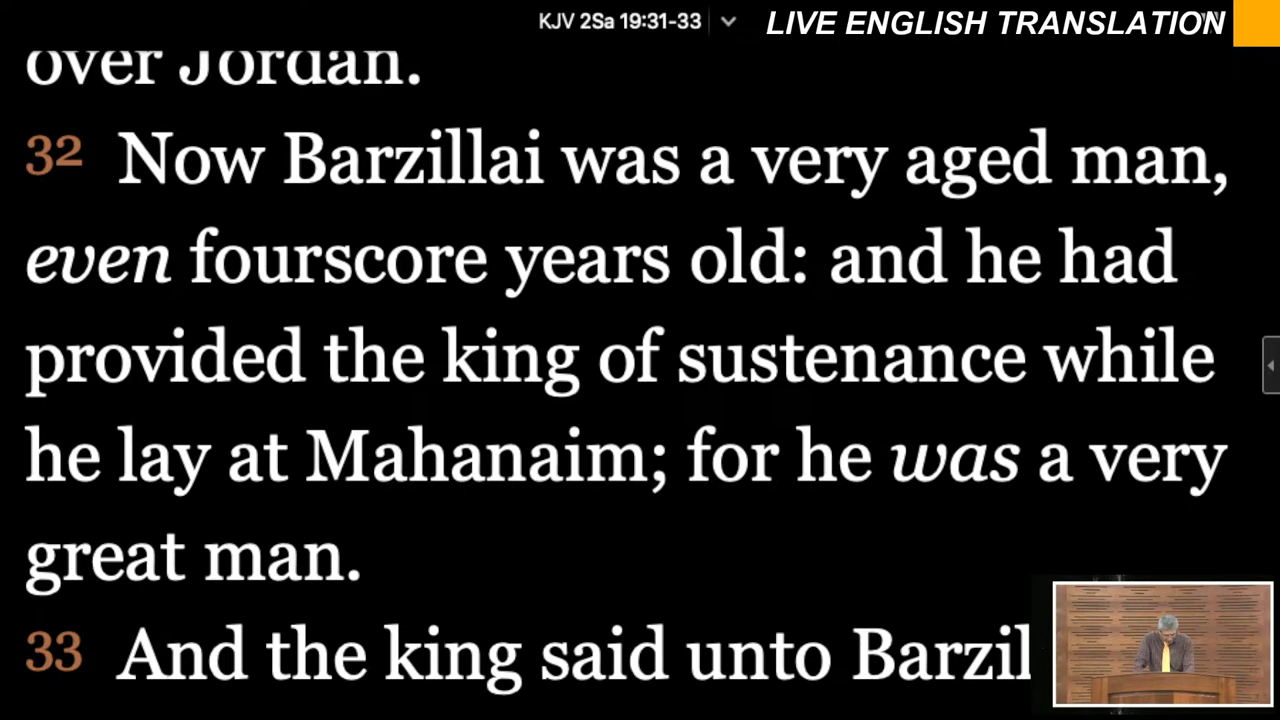 KJV 2Sa 19:31-33
LIVE ENGLISH TRANSLATION
over Jordan.
32 Now Barzillai was a very aged man,
even fourscore years old: and he had
provided the king of sustenance while
he lay at Mahanaim; for he was a very
great man.
33 And the king said unto Barzil